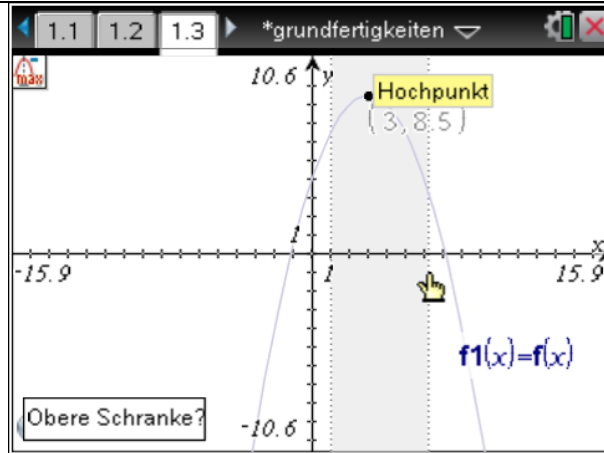 1.1 1.2 1.3 *grundfertigkeiten
max
10.6 y
Hochpunkt
(3,8.5)
1
x
-15.9 1 15.9
f1(x)=f(x)
Obere Schranke?
-10.6